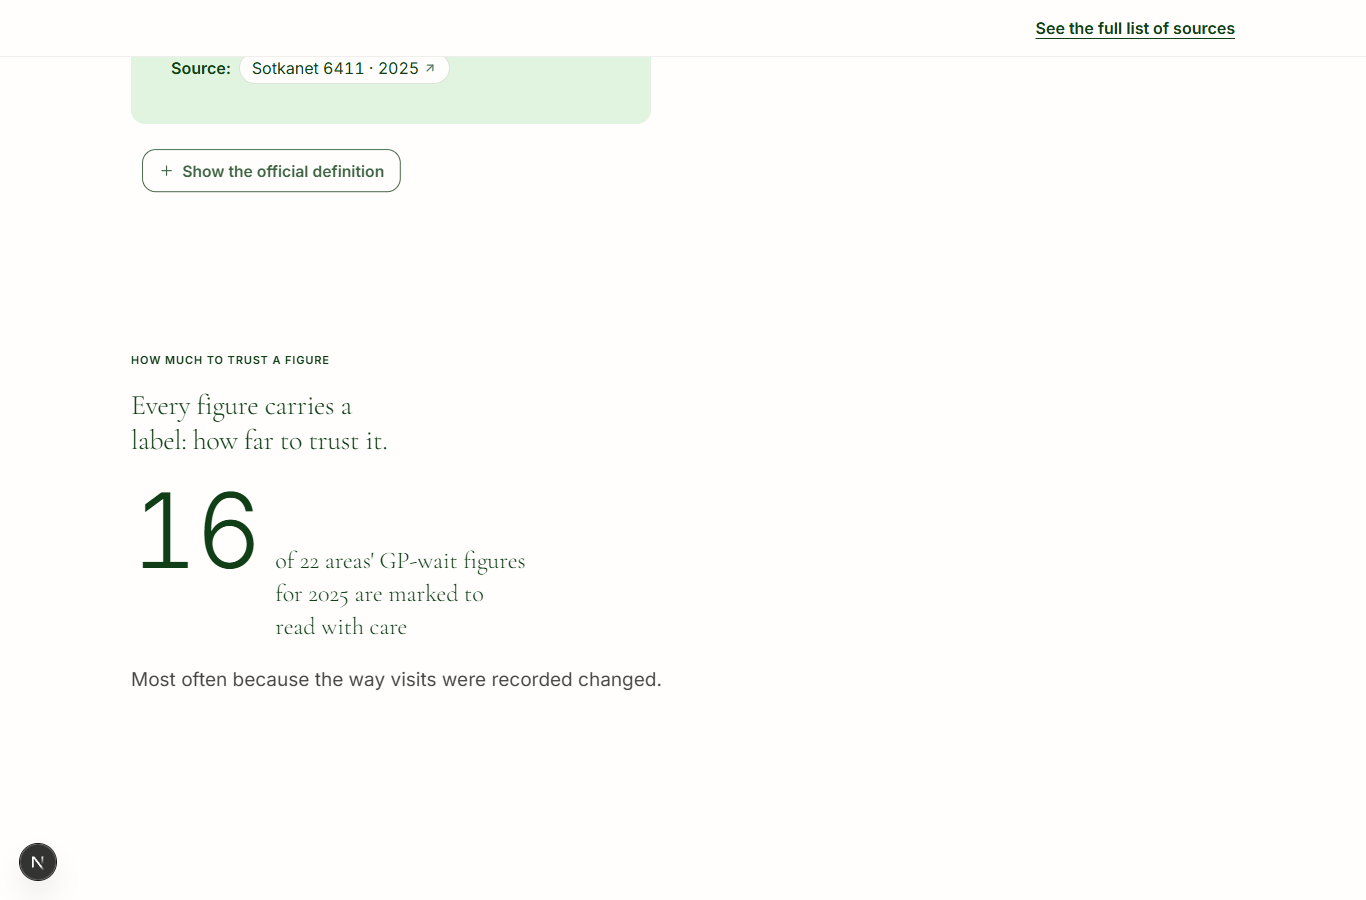 See the full list of sources
Source: Sotkanet 6411 · 2025 ↗
+ Show the official definition
HOW MUCH TO TRUST A FIGURE
Every figure carries a
label: how far to trust it.
16
of 22 areas' GP-wait figures
for 2025 are marked to
read with care
Most often because the way visits were recorded changed.
N